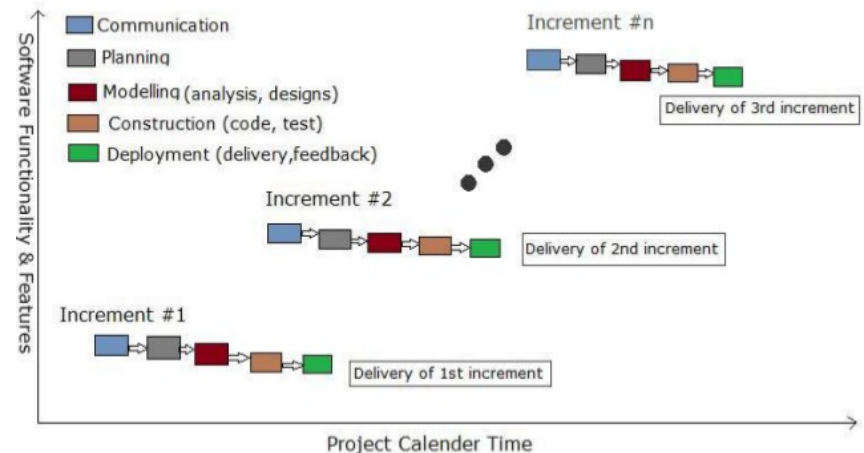 Software Functionality & Features
Communication
Planning
Modelling (analysis, designs)
Construction (code, test)
Deployment (delivery,feedback)
Increment #n
Delivery of 3rd increment
Increment #2
Delivery of 2nd increment
Increment #1
Delivery of 1st increment
Project Calender Time